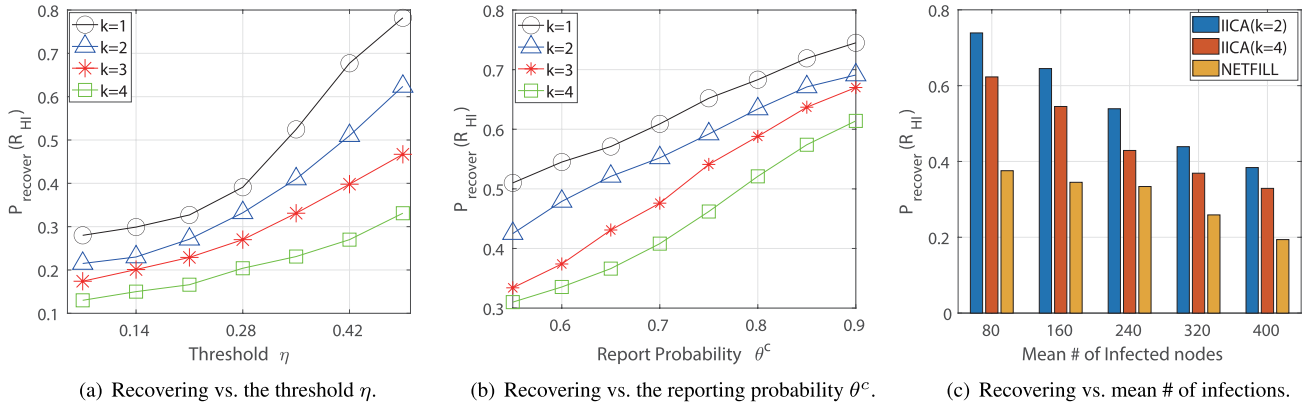 0.8
0.7
0.6
0.5
0.4
0.3
0.2
0.1
P recover (R HI)
k=1
k=2
k=3
k=4
0.14 0.28 0.42
Threshold η
(a) Recovering vs. the threshold η.
0.8
0.7
0.6
0.5
0.4
0.3
P recover (R HI)
k=1
k=2
k=3
k=4
0.6 0.7 0.8 0.9
Report Probability θ^c
(b) Recovering vs. the reporting probability θ^c.
0.8
0.6
0.4
0.2
0
P recover (R HI)
IICA(k=2)
IICA(k=4)
NETFILL
80 160 240 320 400
Mean # of Infected nodes
(c) Recovering vs. mean # of infections.